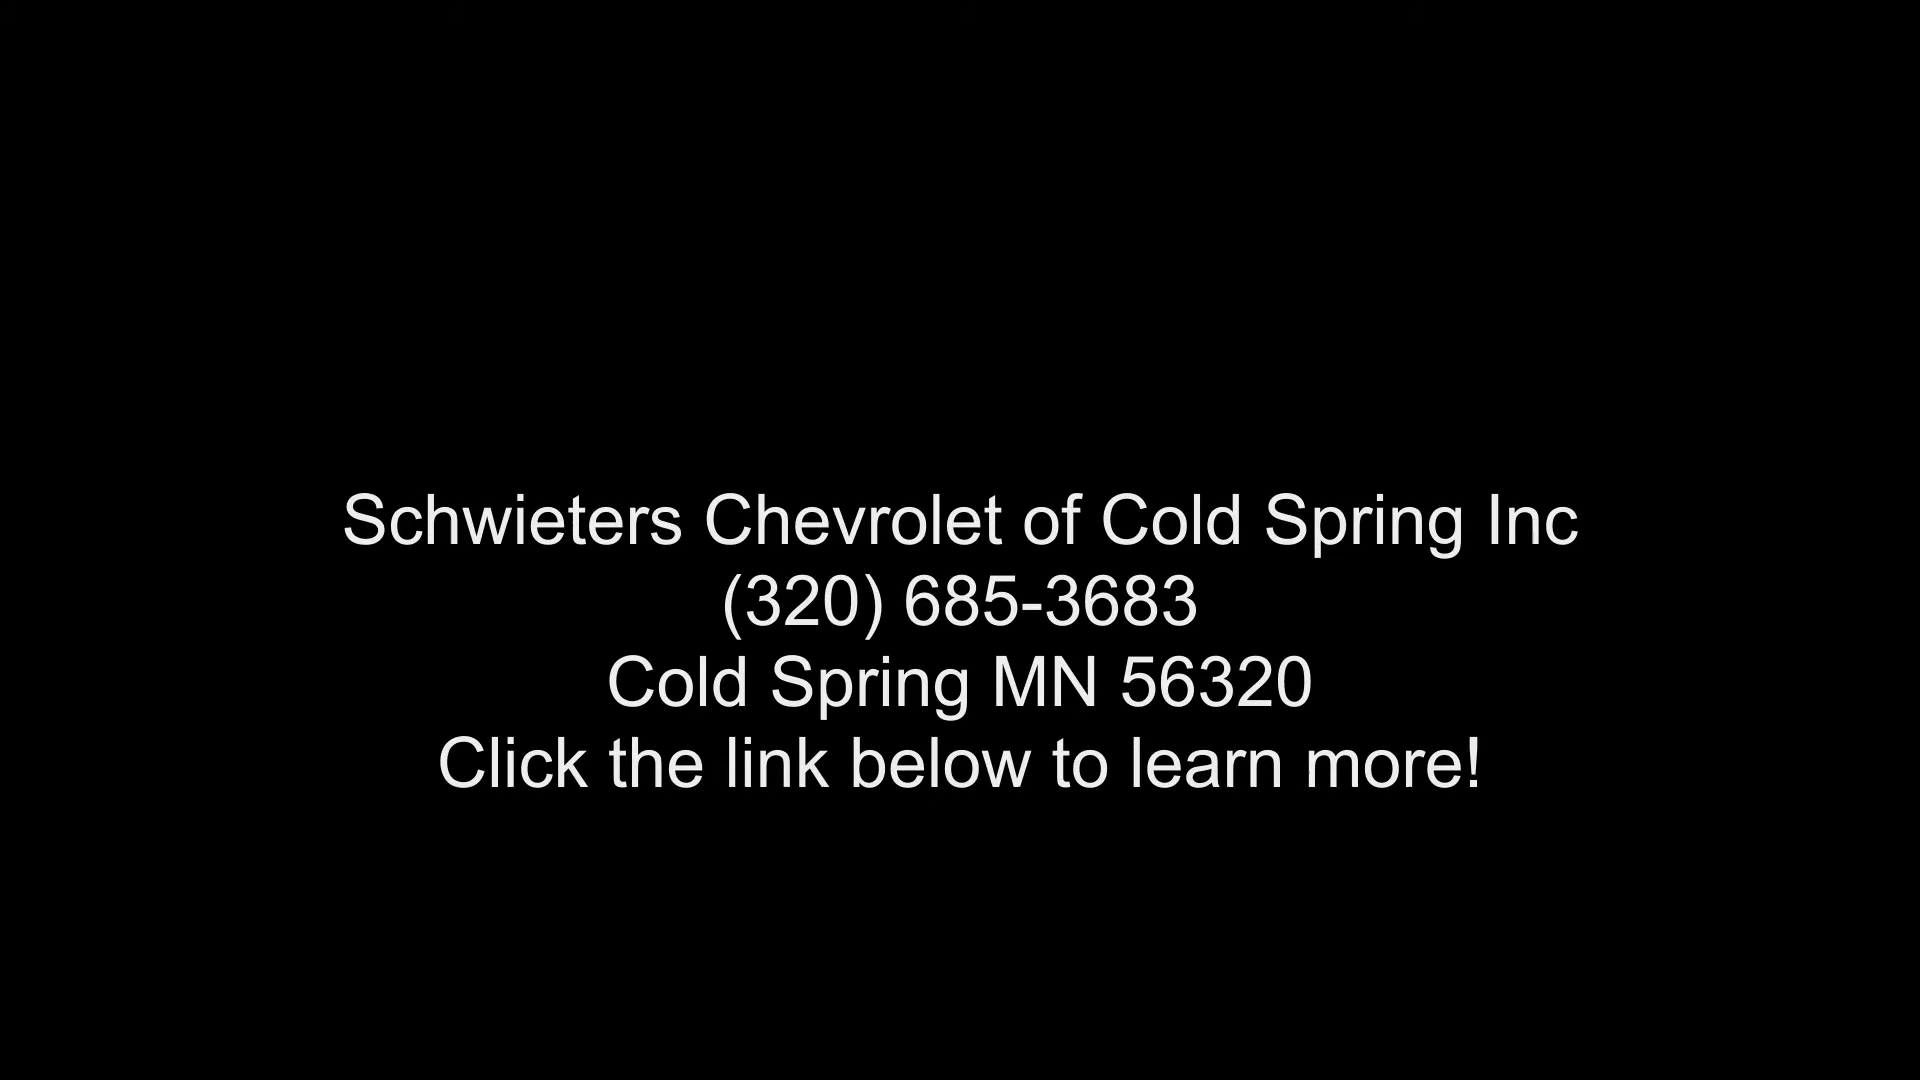 Schwieters Chevrolet of Cold Spring Inc
(320) 685-3683
Cold Spring MN 56320
Click the link below to learn more!